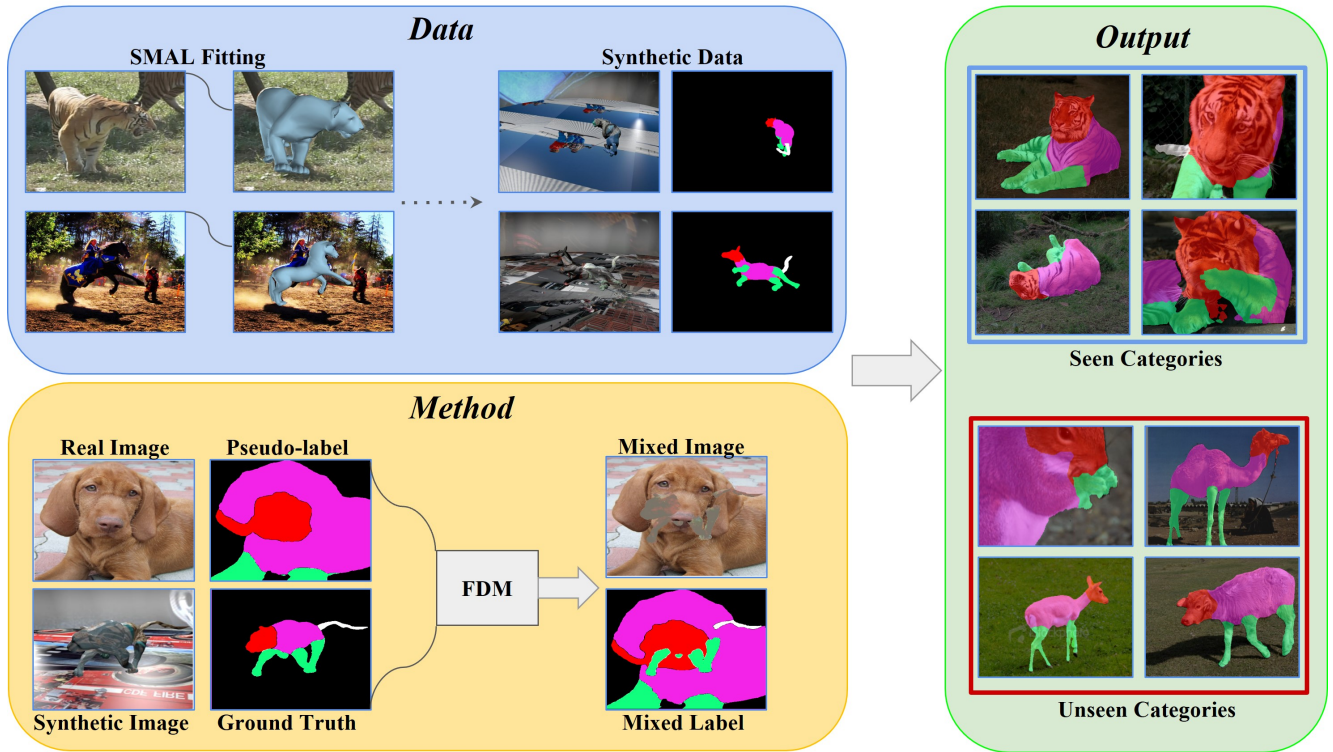 Data
SMAL Fitting
Synthetic Data
Method
Real Image
Pseudo-label
Mixed Image
FDM
Synthetic Image
Ground Truth
Mixed Label
Output
Seen Categories
Unseen Categories